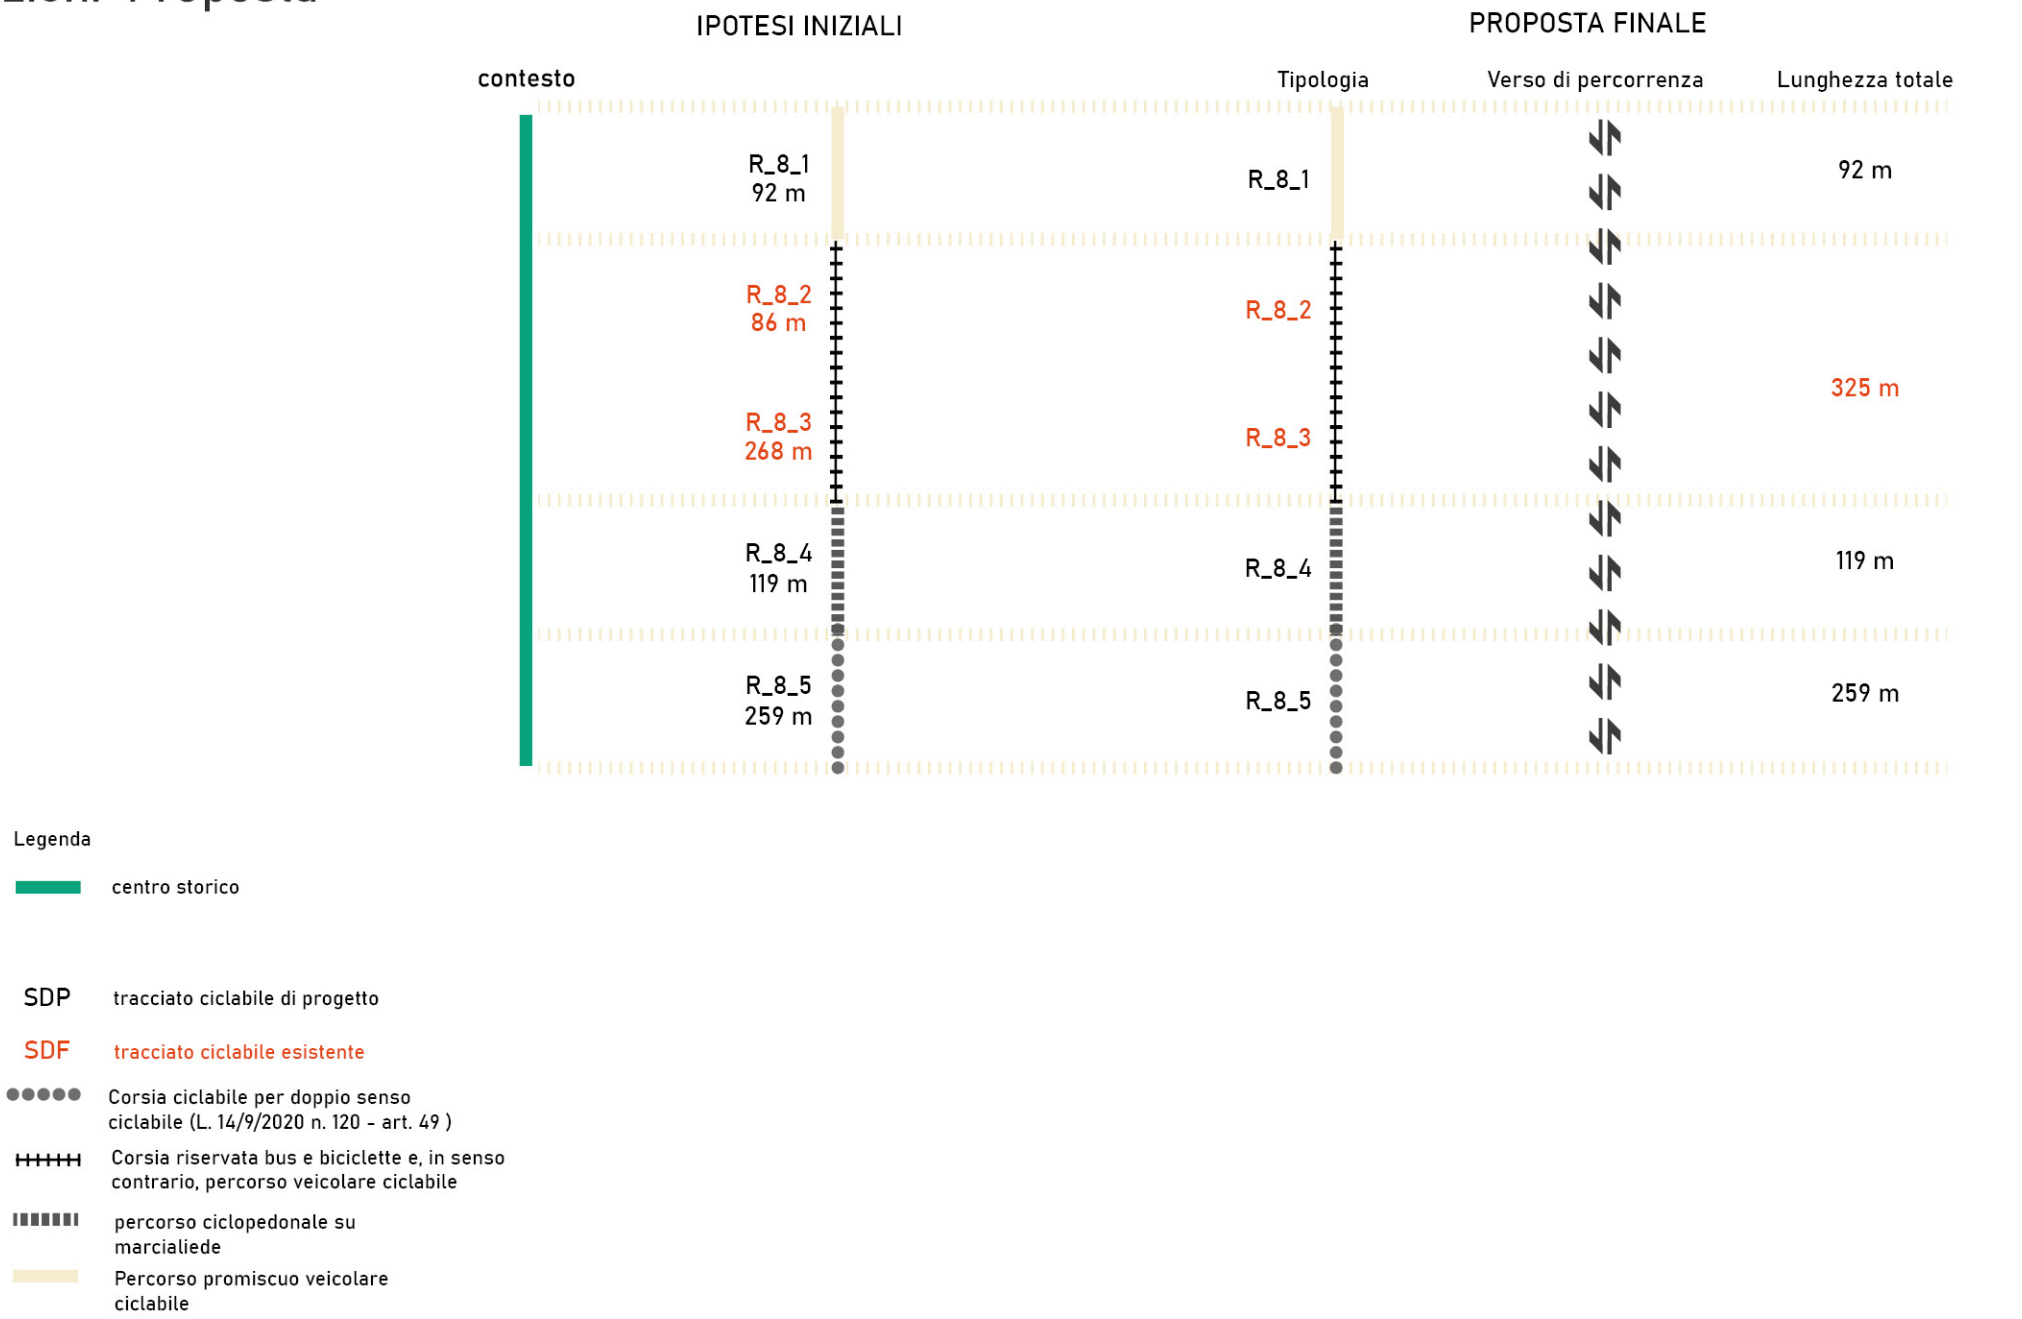 IPOTESI INIZIALI
PROPOSTA FINALE
contesto
Tipologia
Verso di percorrenza
Lunghezza totale
R_8_1
92 m
R_8_1
92 m
R_8_2
86 m
R_8_2
R_8_3
268 m
R_8_3
325 m
R_8_4
119 m
R_8_4
119 m
R_8_5
259 m
R_8_5
259 m
Legenda
centro storico
SDP
tracciato ciclabile di progetto
SDF
tracciato ciclabile esistente
Corsia ciclabile per doppio senso
ciclabile (L. 14/9/2020 n. 120 - art. 49 )
Corsia riservata bus e biciclette e, in senso
contrario, percorso veicolare ciclabile
percorso ciclopedonale su
marcialiede
Percorso promiscuo veicolare
ciclabile